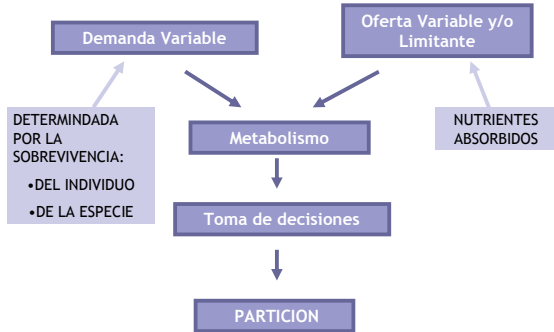 Demanda Variable
Oferta Variable y/o
Limitante
DETERMINDADA
POR LA
SOBREVIVENCIA:
•DEL INDIVIDUO
•DE LA ESPECIE
NUTRIENTES
ABSORBIDOS
Metabolismo
Toma de decisiones
PARTICION